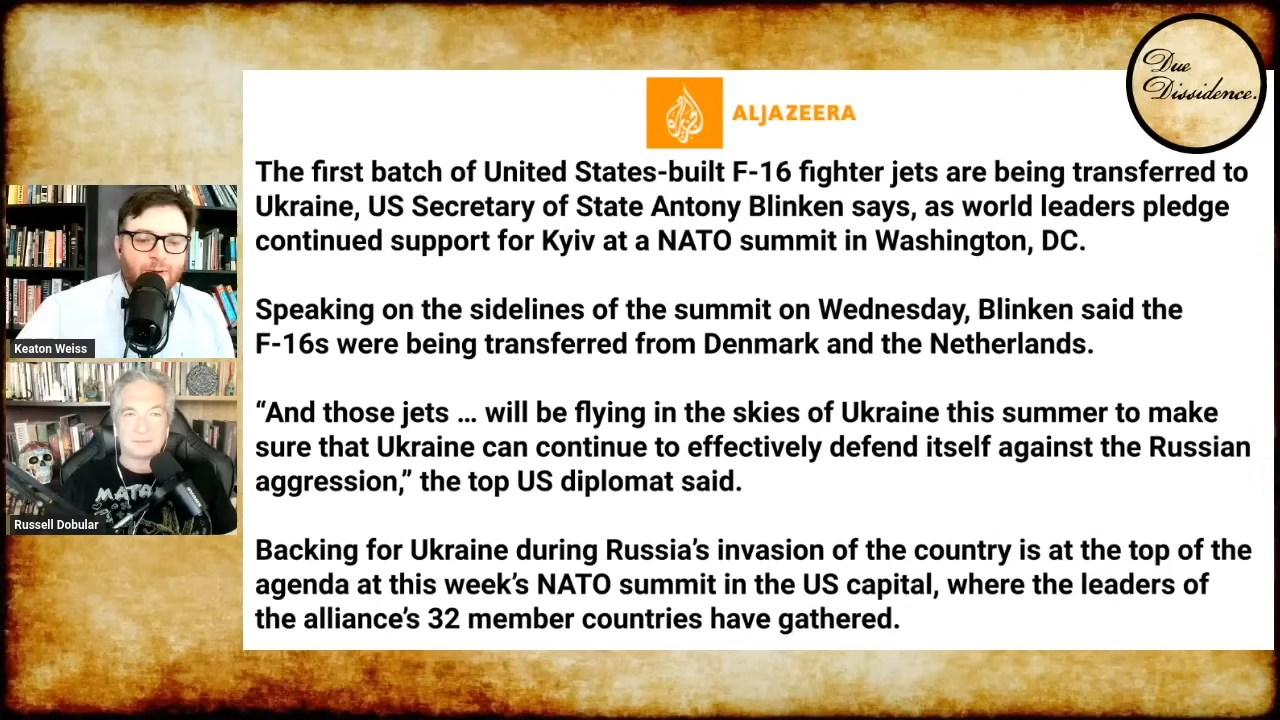 Due
Dissidence.
ALJAZEERA
The first batch of United States-built F-16 fighter jets are being transferred to
Ukraine, US Secretary of State Antony Blinken says, as world leaders pledge
continued support for Kyiv at a NATO summit in Washington, DC.
Speaking on the sidelines of the summit on Wednesday, Blinken said the
F-16s were being transferred from Denmark and the Netherlands.
“And those jets … will be flying in the skies of Ukraine this summer to make
sure that Ukraine can continue to effectively defend itself against the Russian
aggression,” the top US diplomat said.
Backing for Ukraine during Russia’s invasion of the country is at the top of the
agenda at this week’s NATO summit in the US capital, where the leaders of
the alliance’s 32 member countries have gathered.
Keaton Weiss
Russell Dobular